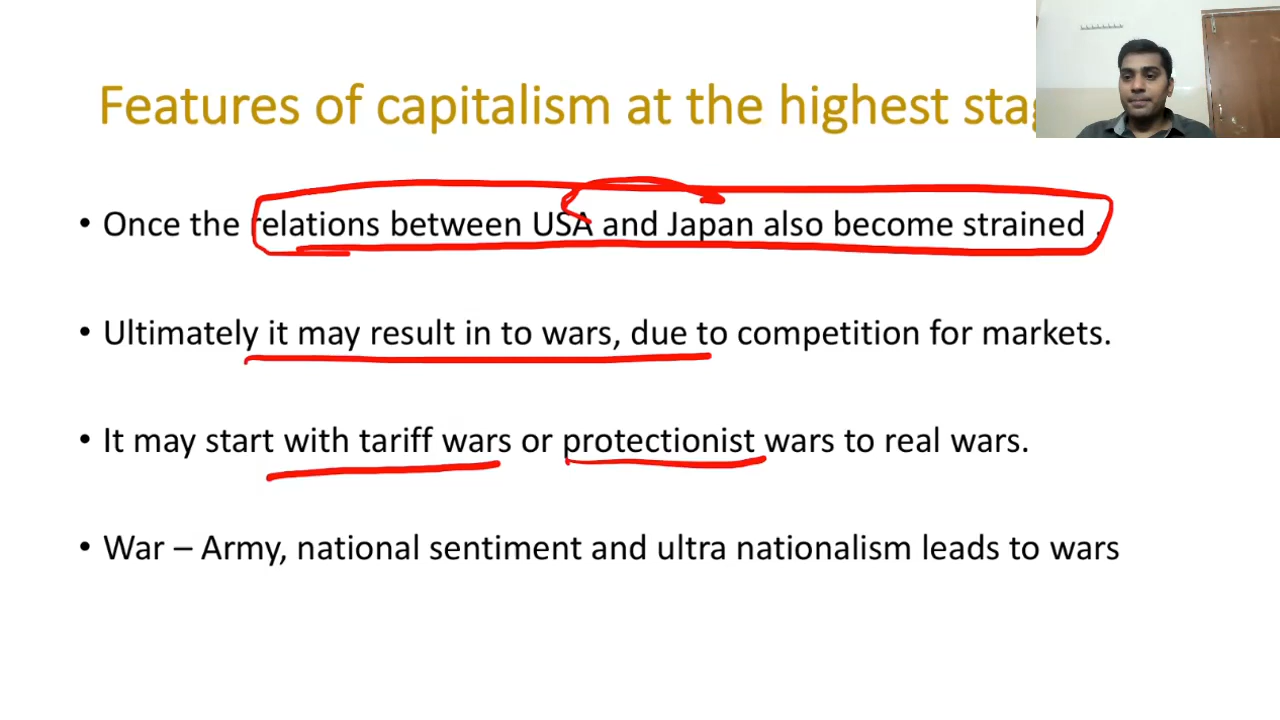 Features of capitalism at the highest
• Once the relations between USA and Japan also become strained .
• Ultimately it may result in to wars, due to competition for markets.
• It may start with tariff wars or protectionist wars to real wars.
• War – Army, national sentiment and ultra nationalism leads to wars